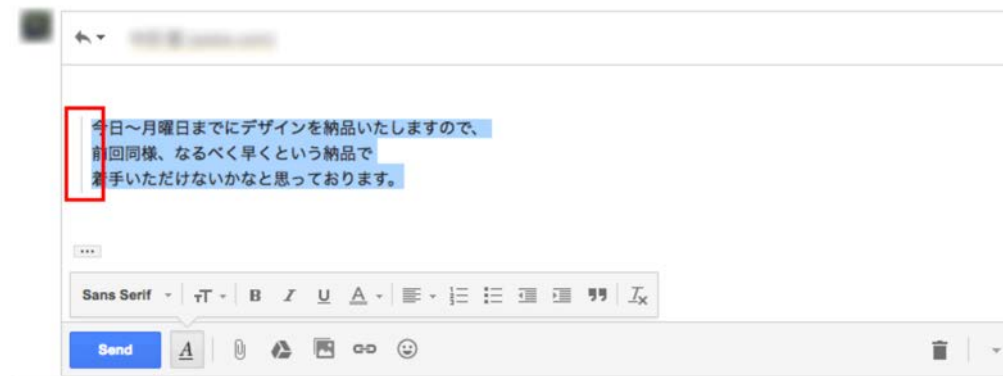 今日〜月曜日までにデザインを納品いたしますので、
前回同様、なるべく早くという納品で
着手いただけないかなと思っております。
Sans Serif
Send